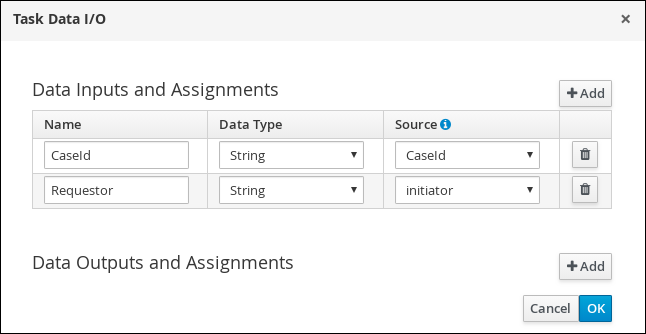 Task Data I/O ×
Data Inputs and Assignments
+ Add
Name Data Type Source
CaseId String CaseId
Requestor String initiator
Data Outputs and Assignments
+ Add
Cancel OK